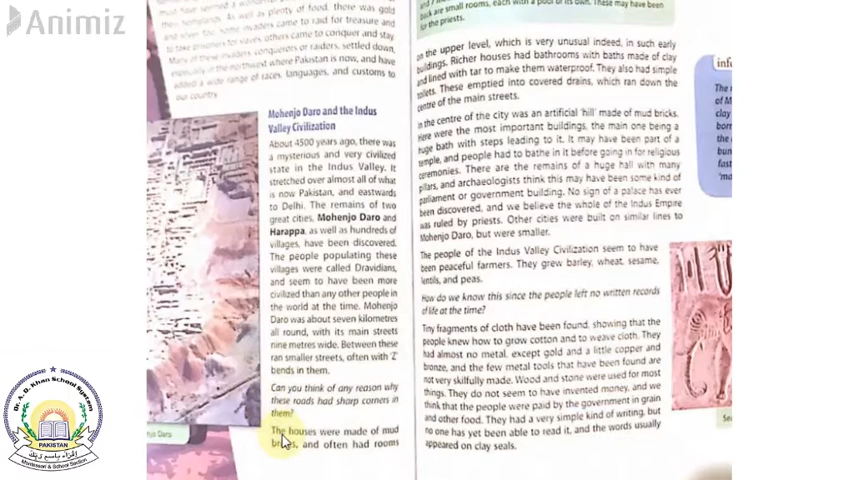 Animiz
must have seemed a wonderful
their homelands. As well as plenty of food, there was gold
and silver too. Some invaders came to raid for treasure and
to take prisoners for slaves, others came to conquer and stay.
Many of these invaders, conquerors or raiders, settled down,
especially in the northwest where Pakistan is now, and have
added a wide range of races, languages, and customs to
our country.
Mohenjo Daro and the Indus
Valley Civilization
About 4500 years ago, there was
a mysterious and very civilized
state in the Indus Valley. It
stretched over almost all of what
is now Pakistan, and eastwards
to Delhi. The remains of two
great cities, Mohenjo Daro and
Harappa, as well as hundreds of
villages, have been discovered.
The people populating these
villages were called Dravidians,
and seem to have been more
civilized than any other people in
the world at the time. Mohenjo
Daro was about seven kilometres
all round, with its main streets
nine metres wide. Between these
ran smaller streets, often with 'Z'
bends in them.
Can you think of any reason why
these roads had sharp corners in
them?
The houses were made of mud
bricks, and often had rooms
Daro
back are small rooms, each with a pool of its own. These may have been
for the priests.
on the upper level, which is very unusual indeed, in such early
buildings. Richer houses had bathrooms with baths made of clay
and lined with tar to make them waterproof. They also had simple
toilets. These emptied into covered drains, which ran down the
centre of the main streets.
In the centre of the city was an artificial 'hill' made of mud bricks.
Here were the most important buildings, the main one being a
huge bath with steps leading to it. It may have been part of a
temple, and people had to bathe in it before going in for religious
ceremonies. There are the remains of a huge hall with many
pillars, and archaeologists think this may have been some kind of
parliament or government building. No sign of a palace has ever
been discovered, and we believe the whole of the Indus Empire
was ruled by priests. Other cities were built on similar lines to
Mohenjo Daro, but were smaller.
The people of the Indus Valley Civilization seem to have
been peaceful farmers. They grew barley, wheat, sesame,
lentils, and peas.
How do we know this since the people left no written records
of life at the time?
Tiny fragments of cloth have been found, showing that the
people knew how to grow cotton and to weave cloth. They
had almost no metal, except gold and a little copper and
bronze, and the few metal tools that have been found are
not very skilfully made. Wood and stone were used for most
things. They do not seem to have invented money, and we
think that the people were paid by the government in grain
and other food. They had a very simple kind of writing, but
no one has yet been able to read it, and the words usually
appeared on clay seals.
The
of M
clay
born
the
bun
fast
'mo
Dr. A. Q. Khan School System
PAKISTAN
Montessori & School Section